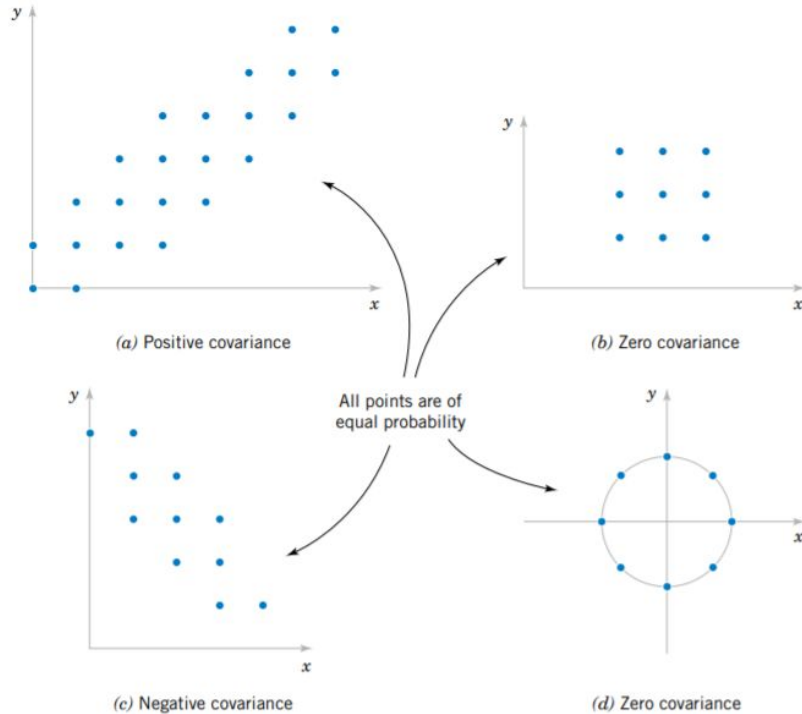 y
x
(a) Positive covariance
y
x
(b) Zero covariance
All points are of
equal probability
y
x
(c) Negative covariance
y
x
(d) Zero covariance